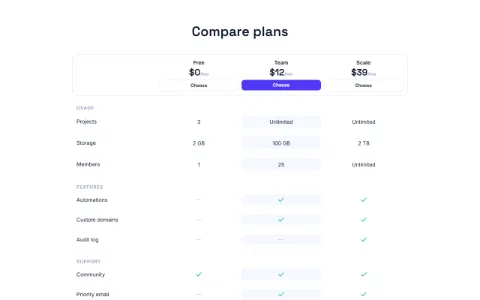 Compare plans
Free Team Scale
$0/mo $12/mo $39/mo
Choose Choose Choose
USAGE
Projects 3 Unlimited Unlimited
Storage 2 GB 100 GB 2 TB
Members 1 25 Unlimited
FEATURES
Automations — ✓ ✓
Custom domains — ✓ ✓
Audit log — — ✓
SUPPORT
Community ✓ ✓ ✓
Priority email — ✓ ✓